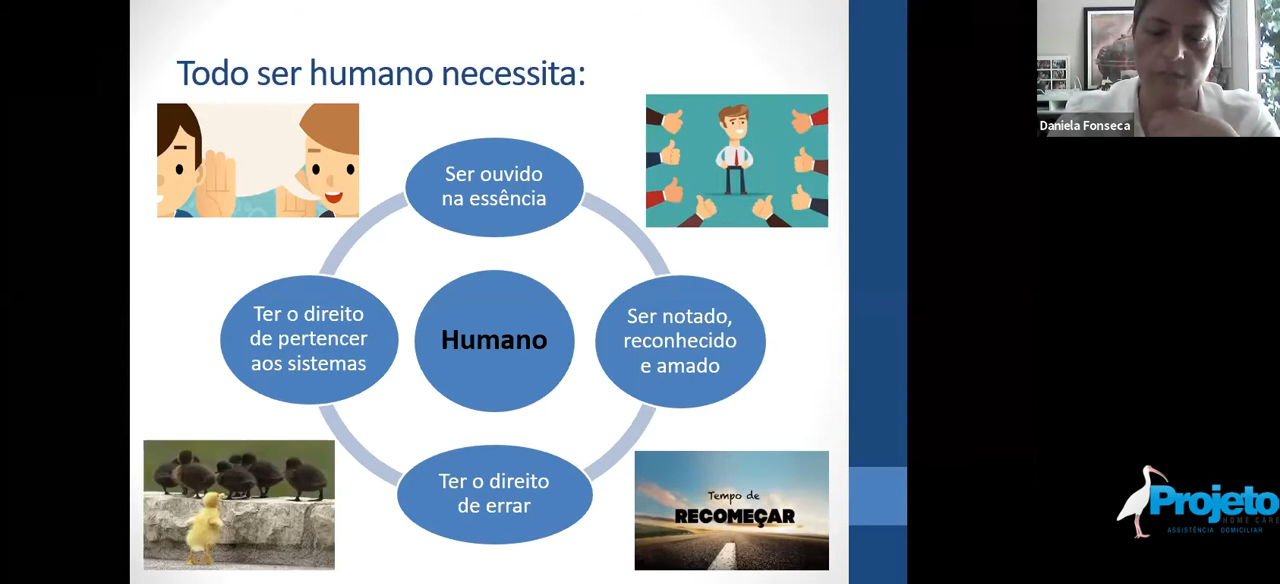 Todo ser humano necessita:
Ser ouvido
na essência
Ter o direito
de pertencer
aos sistemas
Humano
Ser notado,
reconhecido
e amado
Ter o direito
de errar
Tempo de
RECOMEÇAR
Daniela Fonseca
Projeto
HOME CARE
ASSISTÊNCIA DOMICILIAR